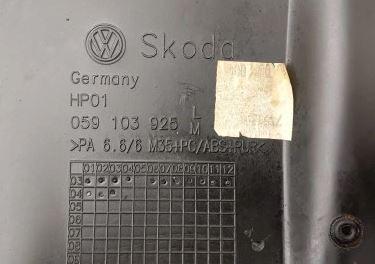 VW Skoda
Germany
HP01
059 103 925 L
M
>PA 6.6/6 M35+PC/ABS+PUR<
01 02 03 04 05 06 07 08 09 10 11 12
03
04
05
06
07
08